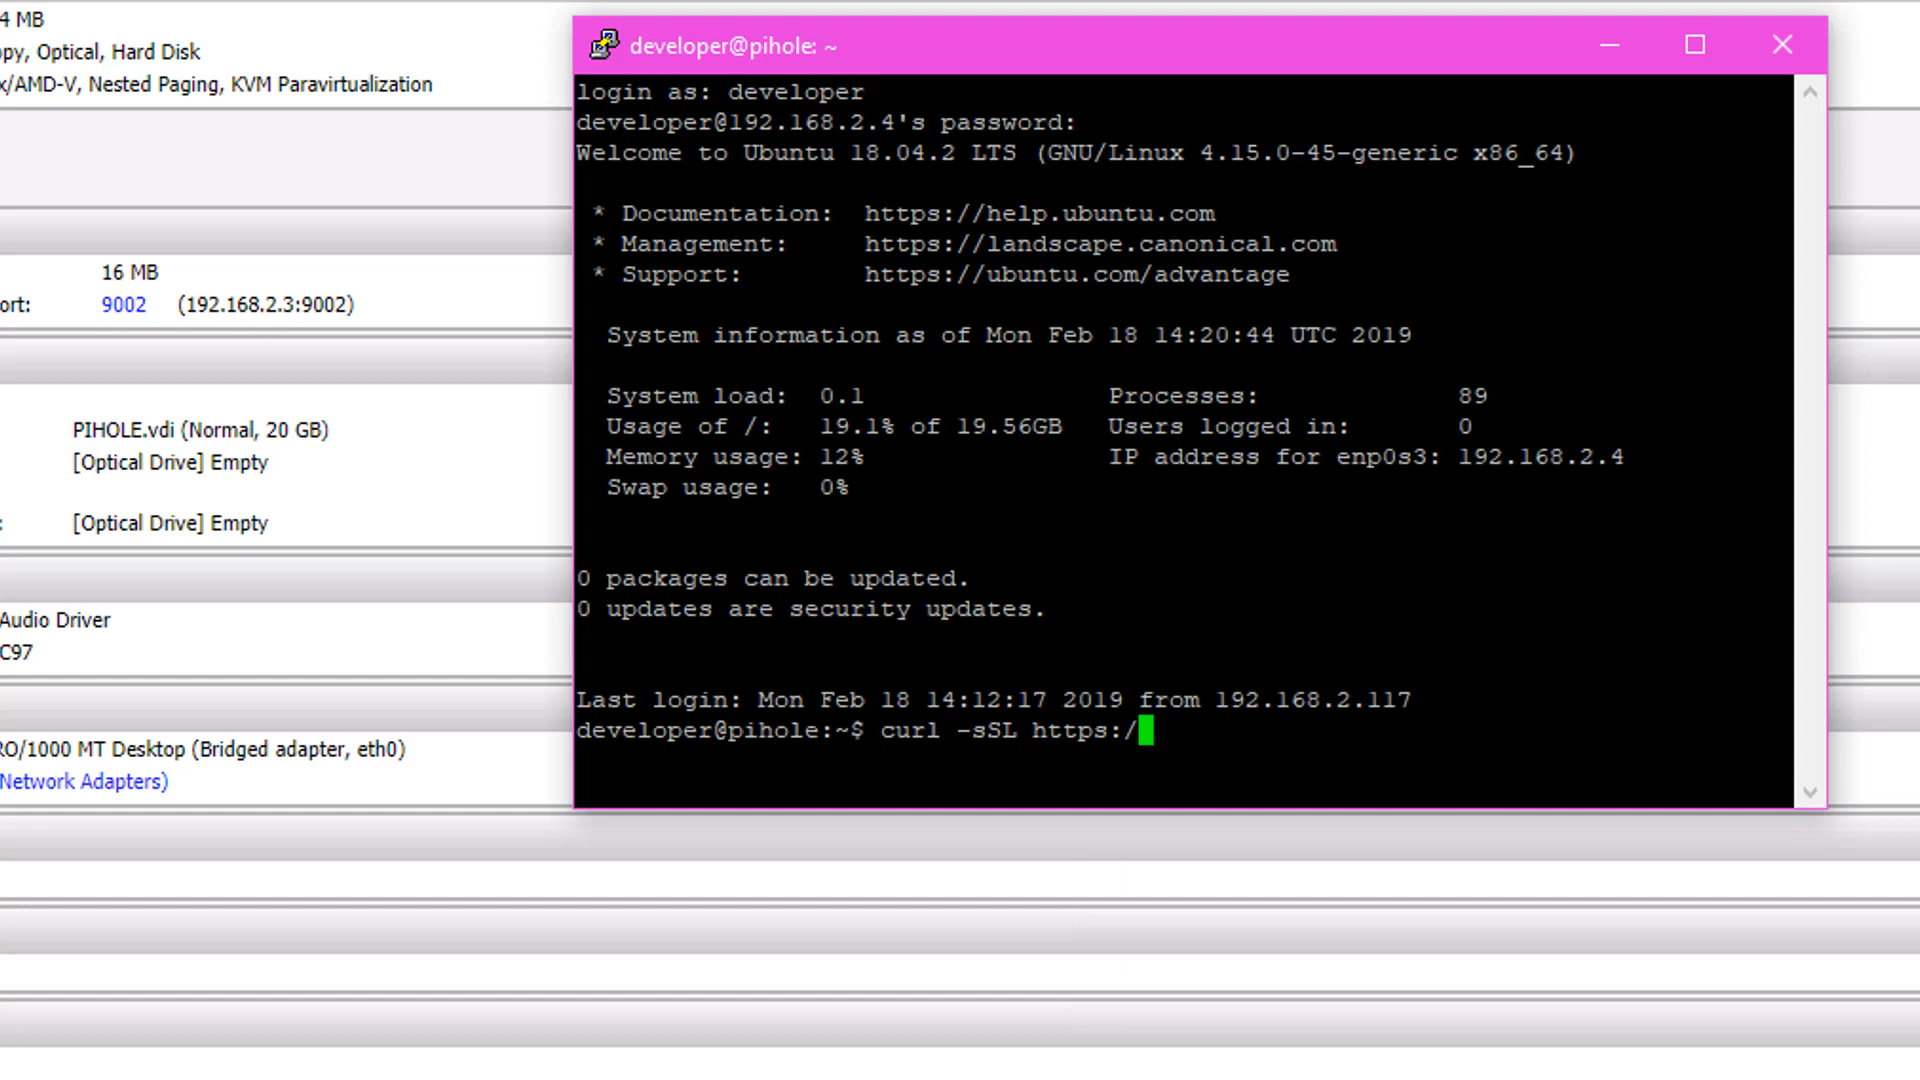 4 MB
opy, Optical, Hard Disk
x/AMD-V, Nested Paging, KVM Paravirtualization
16 MB
ort: 9002 (192.168.2.3:9002)
PIHOLE.vdi (Normal, 20 GB)
[Optical Drive] Empty
: [Optical Drive] Empty
Audio Driver
C97
RO/1000 MT Desktop (Bridged adapter, eth0)
Network Adapters)
developer@pihole: ~
login as: developer
developer@192.168.2.4's password:
Welcome to Ubuntu 18.04.2 LTS (GNU/Linux 4.15.0-45-generic x86_64)
* Documentation: https://help.ubuntu.com
* Management: https://landscape.canonical.com
* Support: https://ubuntu.com/advantage
System information as of Mon Feb 18 14:20:44 UTC 2019
System load: 0.1 Processes: 89
Usage of /: 19.1% of 19.56GB Users logged in: 0
Memory usage: 12% IP address for enp0s3: 192.168.2.4
Swap usage: 0%
0 packages can be updated.
0 updates are security updates.
Last login: Mon Feb 18 14:12:17 2019 from 192.168.2.117
developer@pihole:~$ curl -sSL https:/